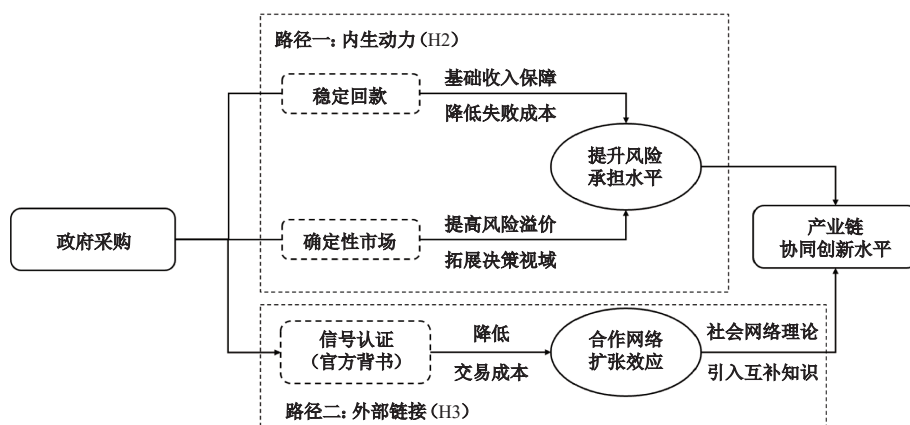 路径一：内生动力（H2）
稳定回款
基础收入保障
降低失败成本
提升风险
承担水平
政府采购
确定性市场
提高风险溢价
拓展决策视域
产业链
协同创新水平
信号认证
（官方背书）
降低
交易成本
合作网络
扩张效应
社会网络理论
引入互补知识
路径二：外部链接（H3）